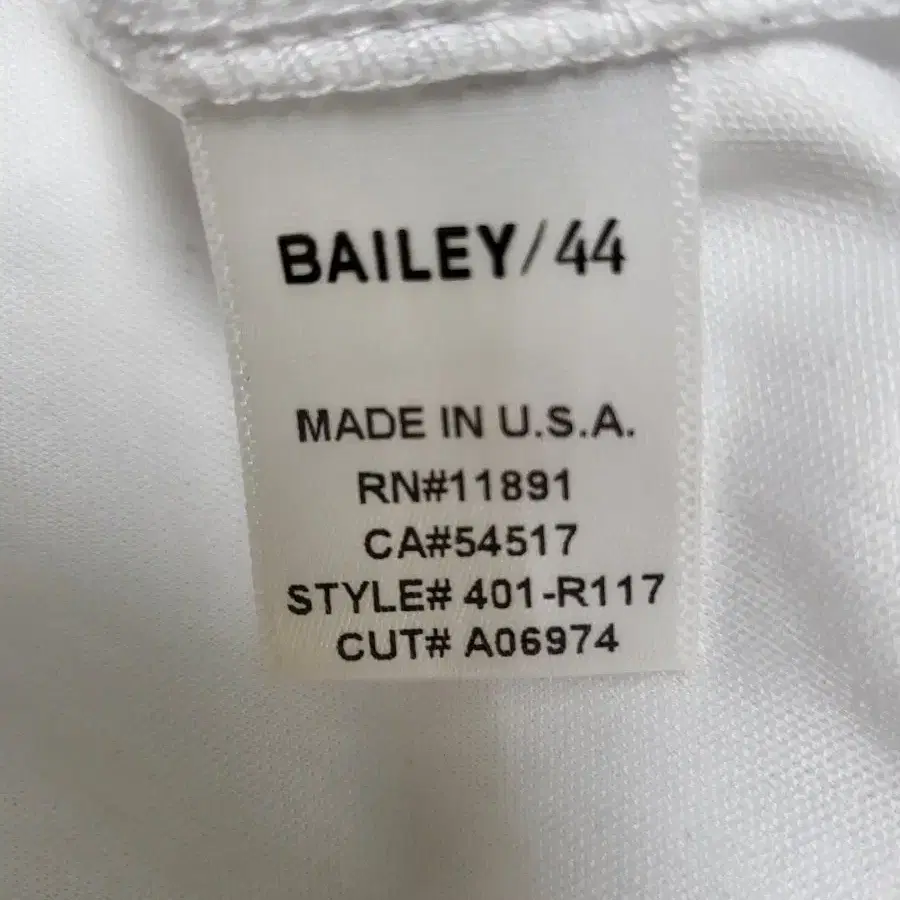 BAILEY/44
MADE IN U.S.A.
RN#11891
CA#54517
STYLE# 401-R117
CUT# A06974